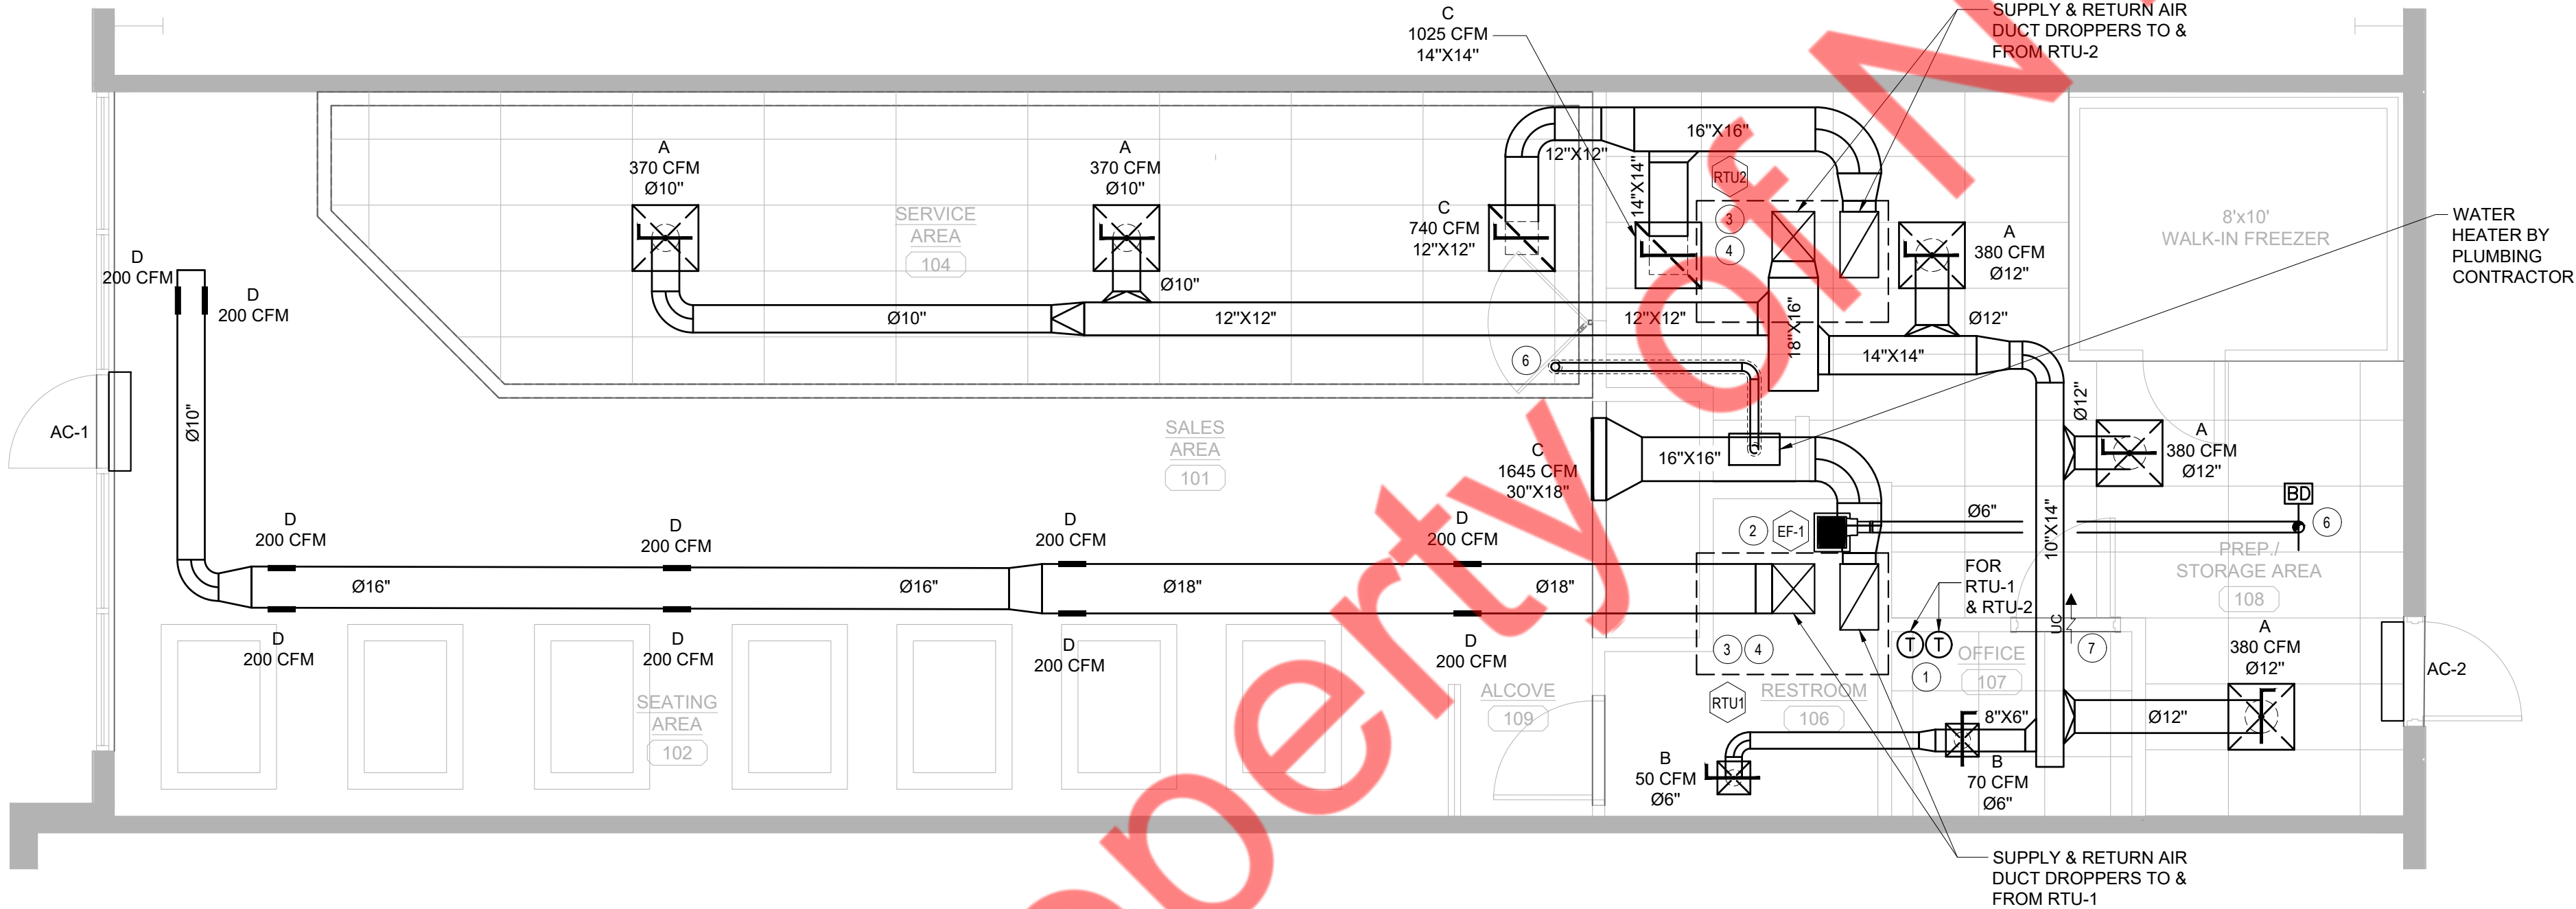 C
1025 CFM
14"X14"
SUPPLY & RETURN AIR
DUCT DROPPERS TO &
FROM RTU-2
A
370 CFM
Ø10"
A
370 CFM
Ø10"
12"X12"
16"X16"
14"X14"
RTU2
3
4
C
740 CFM
12"X12"
SERVICE
AREA
104
A
380 CFM
Ø12"
8'x10'
WALK-IN FREEZER
WATER
HEATER BY
PLUMBING
CONTRACTOR
D
200 CFM
D
200 CFM
Ø10"
Ø10"
12"X12"
12"X12"
18"X16"
Ø12"
14"X14"
6
Ø10"
AC-1
SALES
AREA
101
C
1645 CFM
30"X18"
16"X16"
Ø12"
A
380 CFM
Ø12"
BD
6
D
200 CFM
D
200 CFM
D
200 CFM
D
200 CFM
2
EF-1
Ø6"
10"X14"
PREP./
STORAGE AREA
108
Ø16"
Ø16"
Ø18"
Ø18"
FOR
RTU-1
& RTU-2
D
200 CFM
D
200 CFM
D
200 CFM
D
200 CFM
3
4
T
T
1
UC
7
OFFICE
107
A
380 CFM
Ø12"
AC-2
SEATING
AREA
102
ALCOVE
109
RTU1
RESTROOM
106
8"X6"
Ø12"
B
50 CFM
Ø6"
B
70 CFM
Ø6"
SUPPLY & RETURN AIR
DUCT DROPPERS TO &
FROM RTU-1